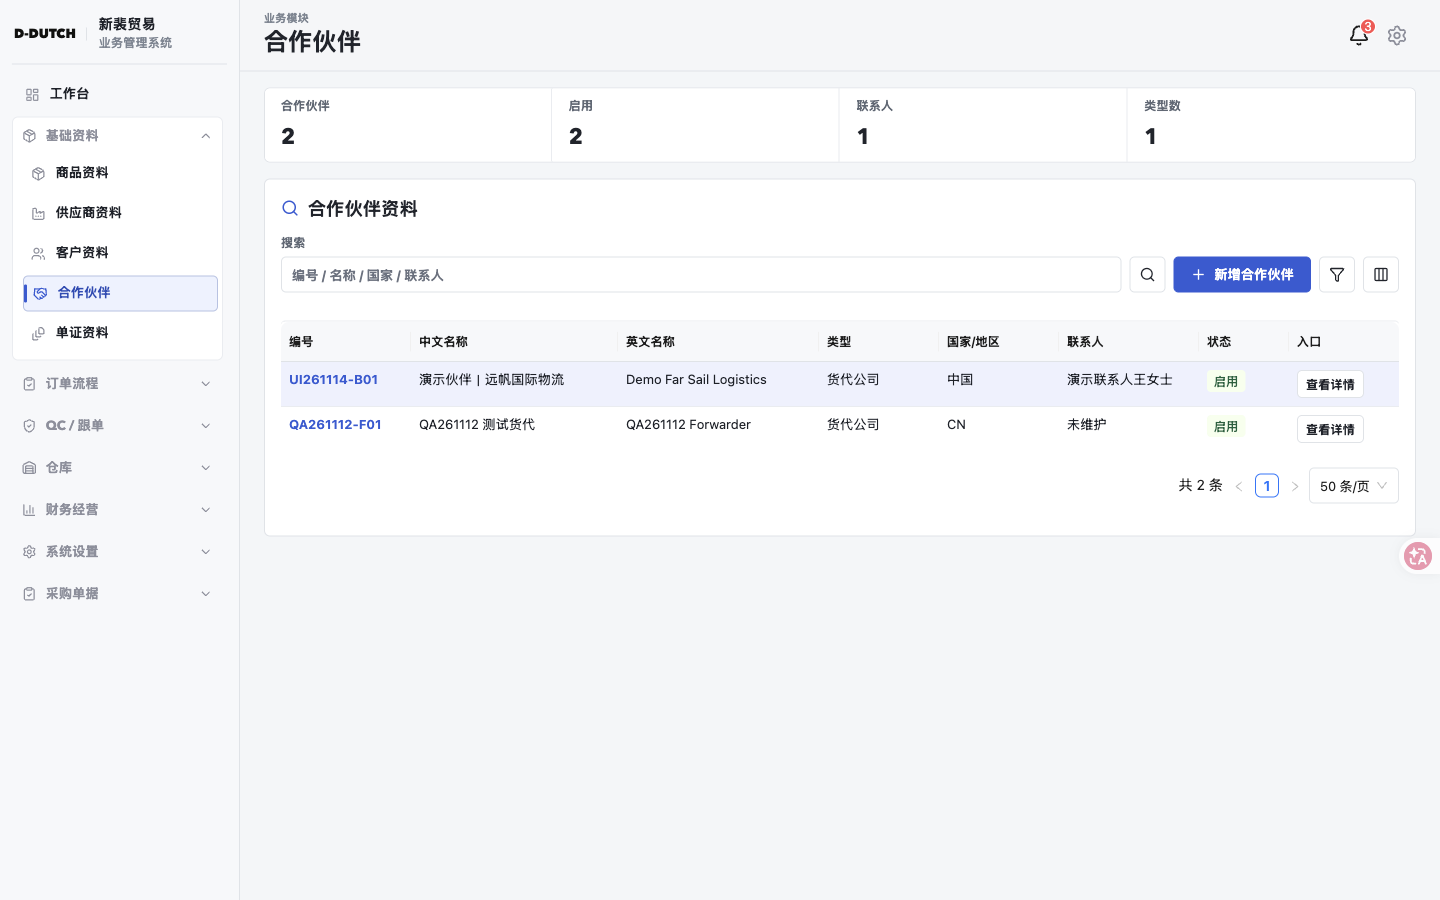 D-DUTCH
新裴贸易
业务管理系统
工作台
基础资料
商品资料
供应商资料
客户资料
合作伙伴
单证资料
订单流程
QC / 跟单
仓库
财务经营
系统设置
采购单据
业务模块
合作伙伴
3
合作伙伴
2
启用
2
联系人
1
类型数
1
合作伙伴资料
搜索
编号 / 名称 / 国家 / 联系人
新增合作伙伴
编号 中文名称 英文名称 类型 国家/地区 联系人 状态 入口
UI261114-B01 演示伙伴 | 远帆国际物流 Demo Far Sail Logistics 货代公司 中国 演示联系人王女士 启用 查看详情
QA261112-F01 QA261112 测试货代 QA261112 Forwarder 货代公司 CN 未维护 启用 查看详情
共 2 条 1 50 条/页